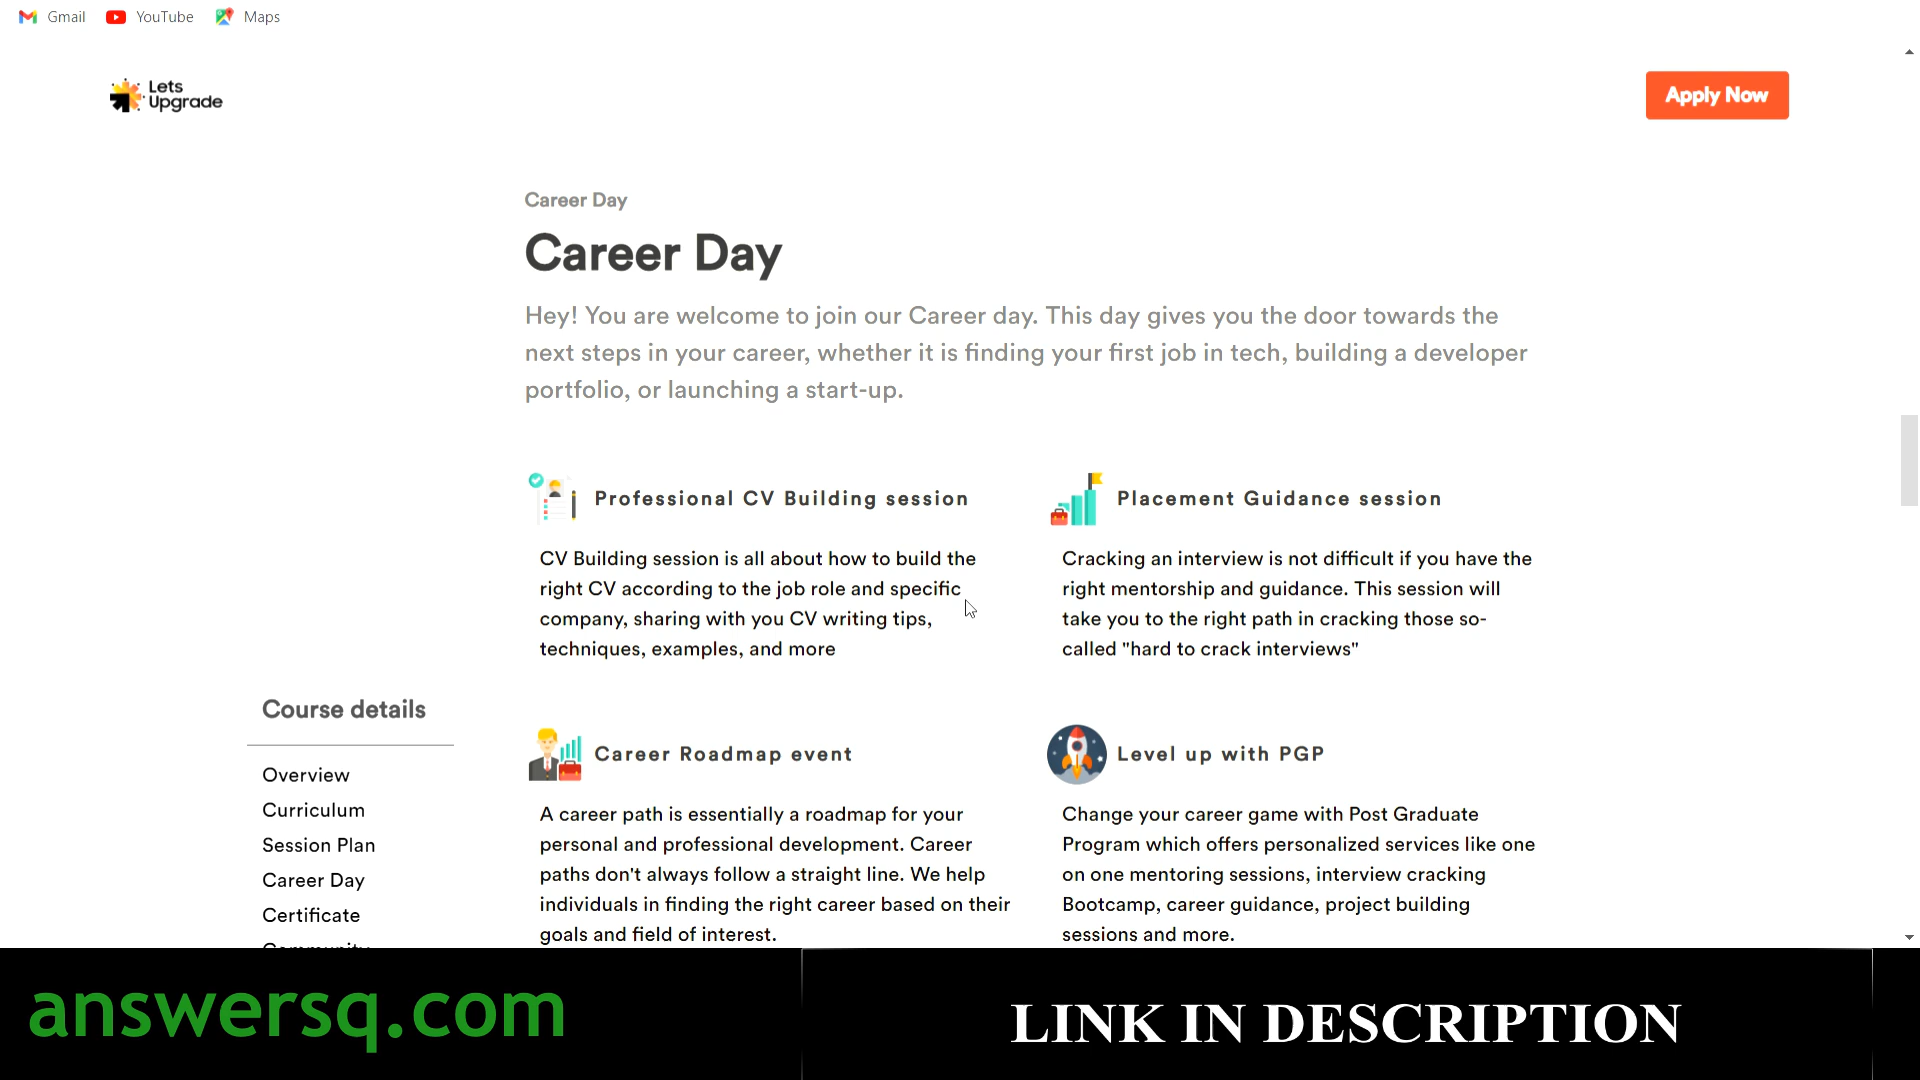 Gmail YouTube Maps
Lets
Upgrade
Apply Now
Career Day
Career Day
Hey! You are welcome to join our Career day. This day gives you the door towards the
next steps in your career, whether it is finding your first job in tech, building a developer
portfolio, or launching a start-up.
Professional CV Building session
CV Building session is all about how to build the
right CV according to the job role and specific
company, sharing with you CV writing tips,
techniques, examples, and more
Placement Guidance session
Cracking an interview is not difficult if you have the
right mentorship and guidance. This session will
take you to the right path in cracking those so-
called "hard to crack interviews"
Course details
Overview
Curriculum
Session Plan
Career Day
Certificate
Community
Career Roadmap event
A career path is essentially a roadmap for your
personal and professional development. Career
paths don't always follow a straight line. We help
individuals in finding the right career based on their
goals and field of interest.
Level up with PGP
Change your career game with Post Graduate
Program which offers personalized services like one
on one mentoring sessions, interview cracking
Bootcamp, career guidance, project building
sessions and more.
answersq.com
LINK IN DESCRIPTION